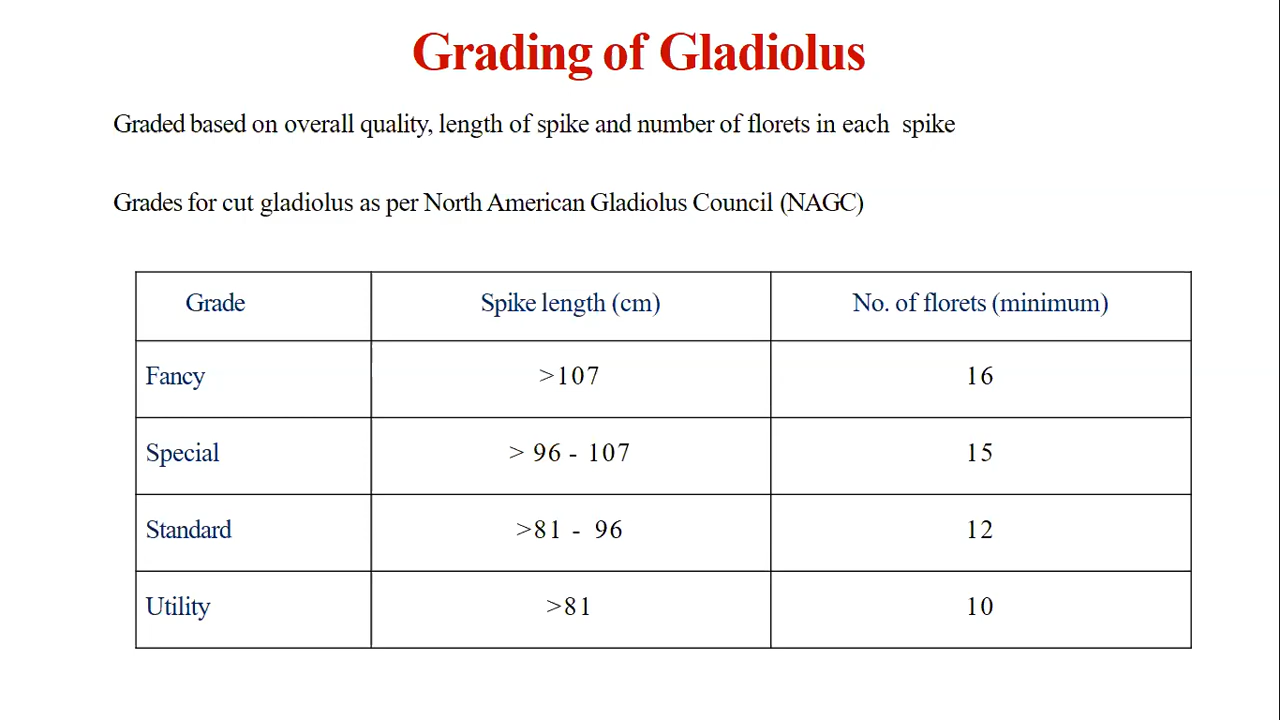 Grading of Gladiolus
Graded based on overall quality, length of spike and number of florets in each spike
Grades for cut gladiolus as per North American Gladiolus Council (NAGC)
Grade Spike length (cm) No. of florets (minimum)
Fancy >107 16
Special > 96 - 107 15
Standard >81 - 96 12
Utility >81 10